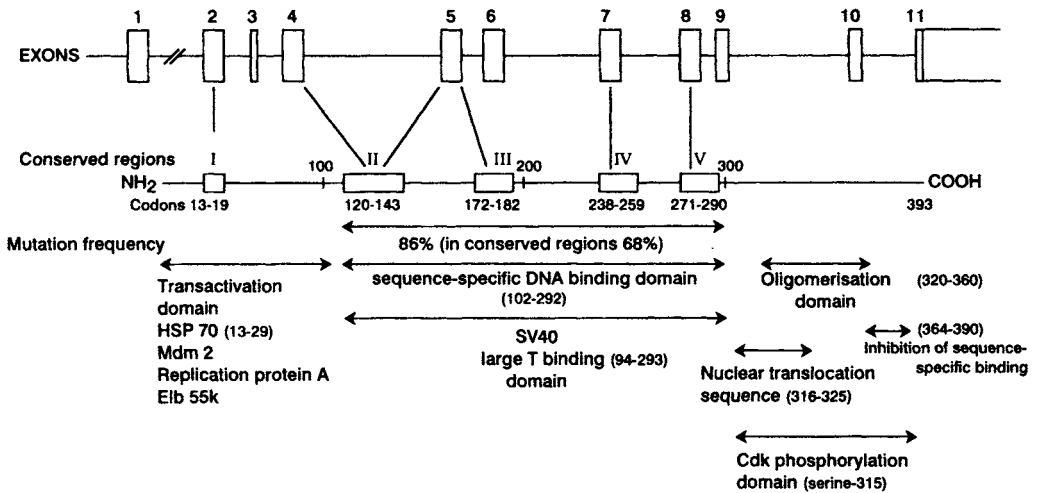 1 2 3 4 5 6 7 8 9 10 11
EXONS
Conserved regions I II III IV V
NH2 100 200 300 COOH
Codons 13-19 120-143 172-182 238-259 271-290 393
Mutation frequency 86% (in conserved regions 68%)
Transactivation
domain
HSP 70 (13-29)
Mdm 2
Replication protein A
Elb 55k
sequence-specific DNA binding domain
(102-292)
SV40
large T binding (94-293)
domain
Oligomerisation (320-360)
domain
(364-390)
Inhibition of sequence-
specific binding
Nuclear translocation
sequence (316-325)
Cdk phosphorylation
domain (serine-315)